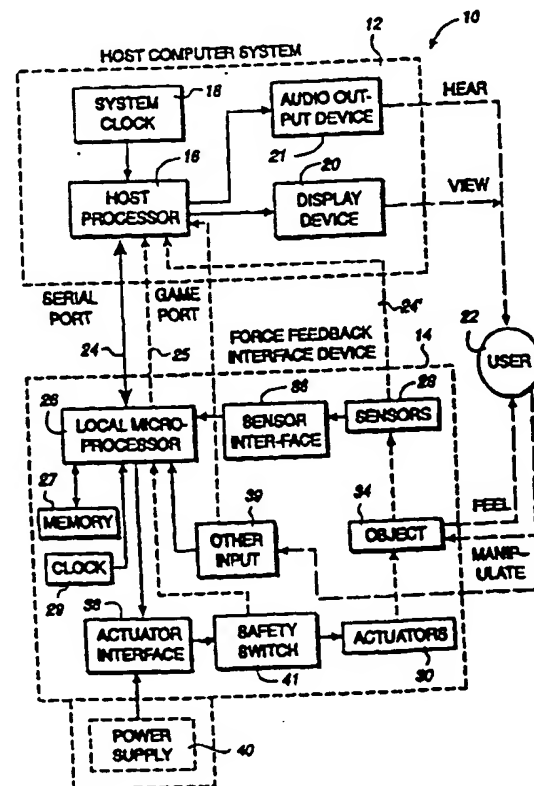 10
12
HOST COMPUTER SYSTEM
18
SYSTEM
CLOCK
AUDIO OUT-
PUT DEVICE
HEAR
21
16
20
HOST
PROCESSOR
DISPLAY
DEVICE
VIEW
SERIAL
PORT
GAME
PORT
24
25
24'
FORCE FEEDBACK
INTERFACE DEVICE
14
22
USER
26
LOCAL MICRO-
PROCESSOR
SENSOR
INTER-FACE
SENSORS
28
27
MEMORY
39
34
OTHER
INPUT
OBJECT
FEEL
MANIP-
ULATE
CLOCK
29
38
ACTUATOR
INTERFACE
SAFETY
SWITCH
41
ACTUATORS
30
POWER
SUPPLY
40